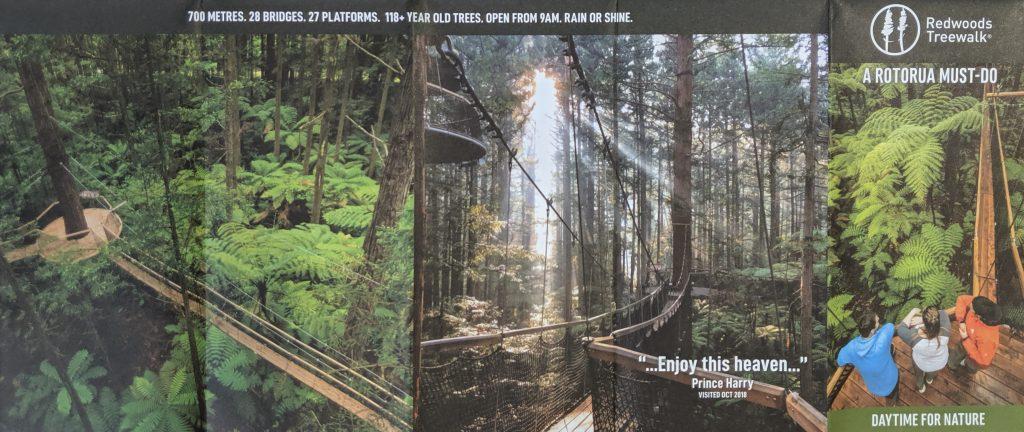 700 METRES. 28 BRIDGES. 27 PLATFORMS. 118+ YEAR OLD TREES. OPEN FROM 9AM. RAIN OR SHINE.
Redwoods
Treewalk®
A ROTORUA MUST-DO
"...Enjoy this heaven..."
Prince Harry
VISITED OCT 2018
DAYTIME FOR NATURE